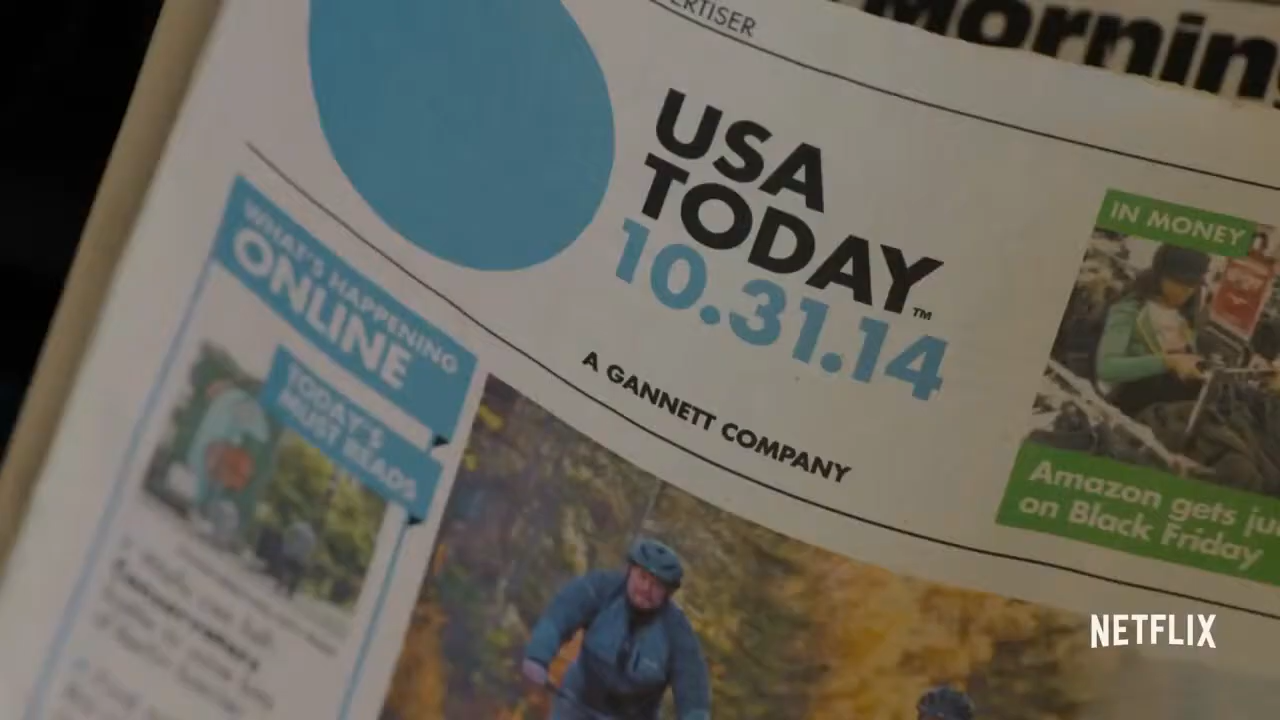 ERTISER
Mornin
USA
TODAY™
10.31.14
A GANNETT COMPANY
WHAT'S HAPPENING
ONLINE
TODAY'S
MUST READS
IN MONEY
Amazon gets ju
on Black Friday
NETFLIX